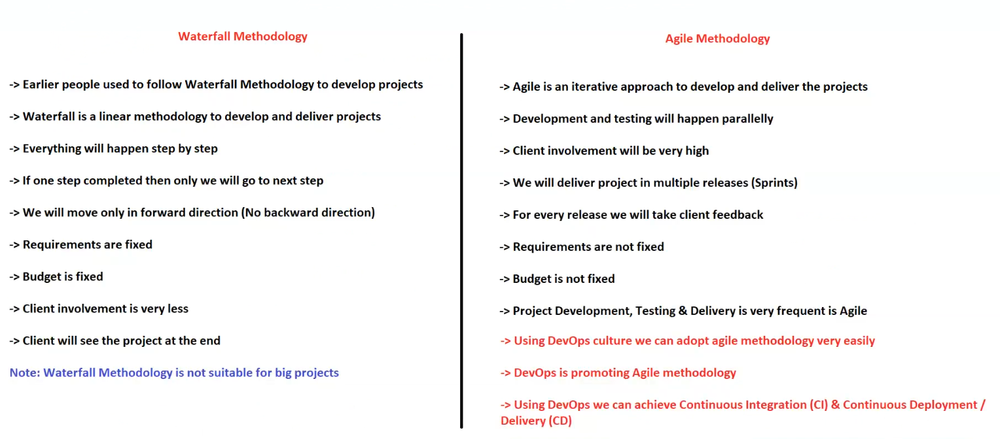 Waterfall Methodology
-> Earlier people used to follow Waterfall Methodology to develop projects
-> Waterfall is a linear methodology to develop and deliver projects
-> Everything will happen step by step
-> If one step completed then only we will go to next step
-> We will move only in forward direction (No backward direction)
-> Requirements are fixed
-> Budget is fixed
-> Client involvement is very less
-> Client will see the project at the end
Note: Waterfall Methodology is not suitable for big projects
Agile Methodology
-> Agile is an iterative approach to develop and deliver the projects
-> Development and testing will happen parallelly
-> Client involvement will be very high
-> We will deliver project in multiple releases (Sprints)
-> For every release we will take client feedback
-> Requirements are not fixed
-> Budget is not fixed
-> Project Development, Testing & Delivery is very frequent is Agile
-> Using DevOps culture we can adopt agile methodology very easily
-> DevOps is promoting Agile methodology
-> Using DevOps we can achieve Continuous Integration (CI) & Continuous Deployment /
Delivery (CD)